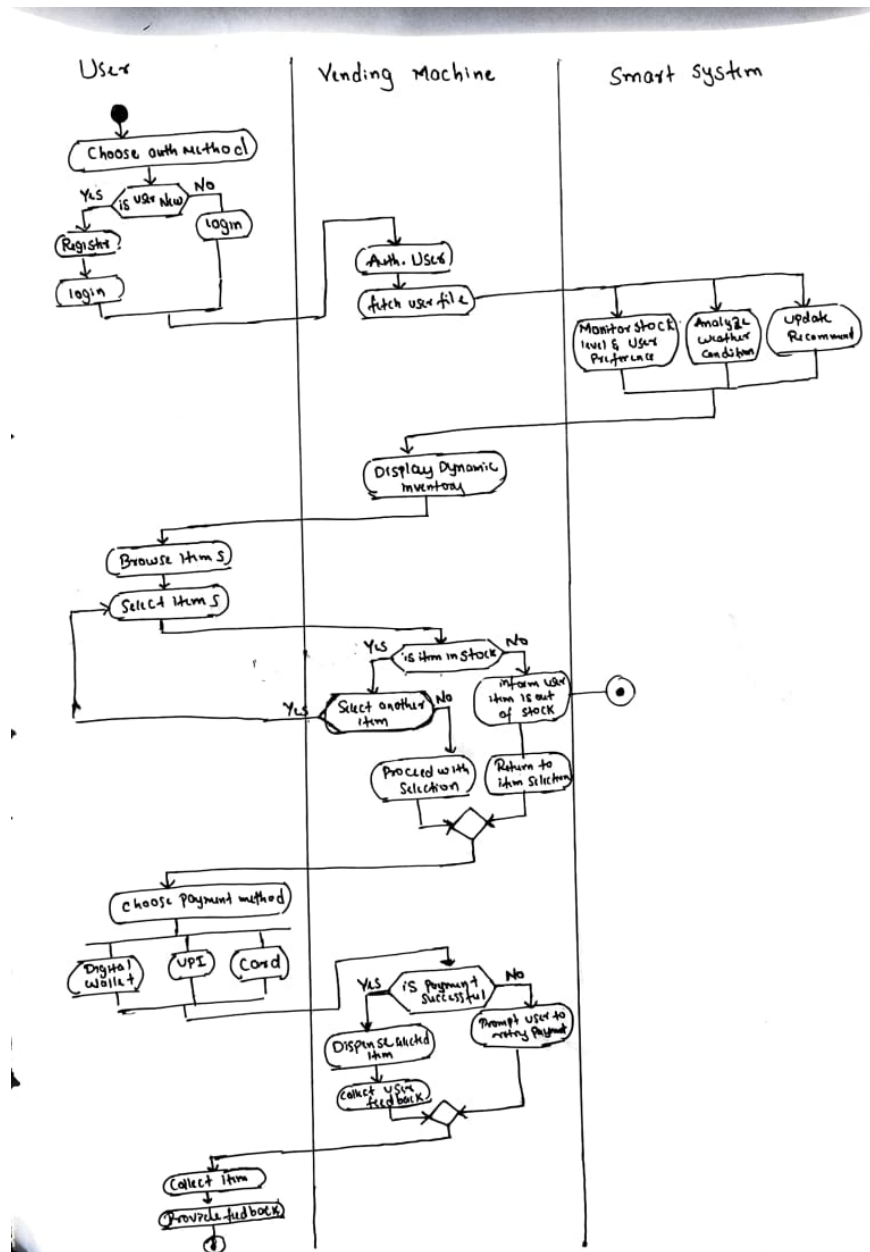 User
Vending Machine
Smart System
Choose auth Method
is User New
Yes
No
Register
login
login
Auth. User
fetch user file
Monitor Stock
level & User
Preference
Analyze
Weather
Condition
Update
Recommend
Display Dynamic
inventory
Browse Items
Select Items
is item in stock
Yes
No
Select another
item
Yes
No
inform user
item is out
of stock
Proceed with
Selection
Return to
item Selection
Choose Payment method
Digital
Wallet
UPI
Card
is Payment
Successful
Yes
No
Dispense
item
Prompt User to
retry Payment
Collect User
feedback
Collect item
Provide fedback